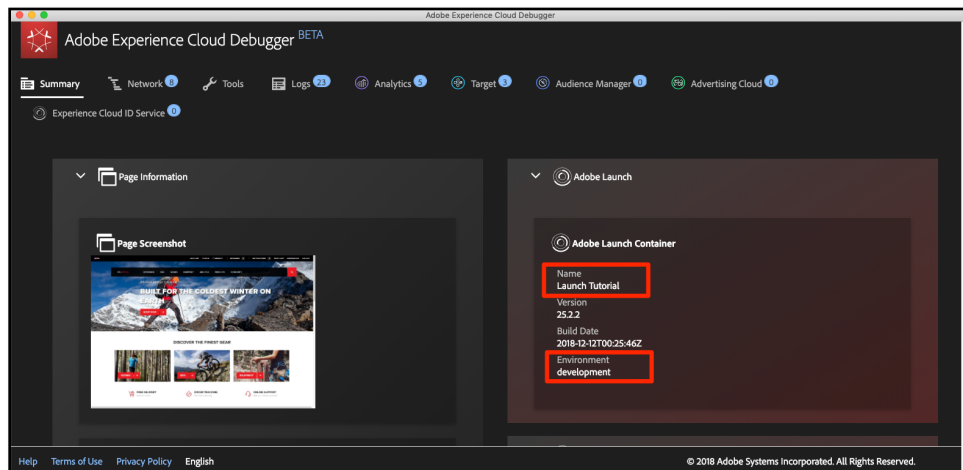 Adobe Experience Cloud Debugger
Adobe Experience Cloud Debugger BETA
Summary
Network 8
Tools
Logs 23
Analytics 5
Target 3
Audience Manager 0
Advertising Cloud 0
Experience Cloud ID Service 0
Page Information
Page Screenshot
BUILT FOR THE COLDEST WINTER ON
EARTH
DISCOVER THE FINEST GEAR
Adobe Launch
Adobe Launch Container
Name
Launch Tutorial
Version
25.2.2
Build Date
2018-12-12T00:25:46Z
Environment
development
Help
Terms of Use
Privacy Policy
English
© 2018 Adobe Systems Incorporated. All Rights Reserved.